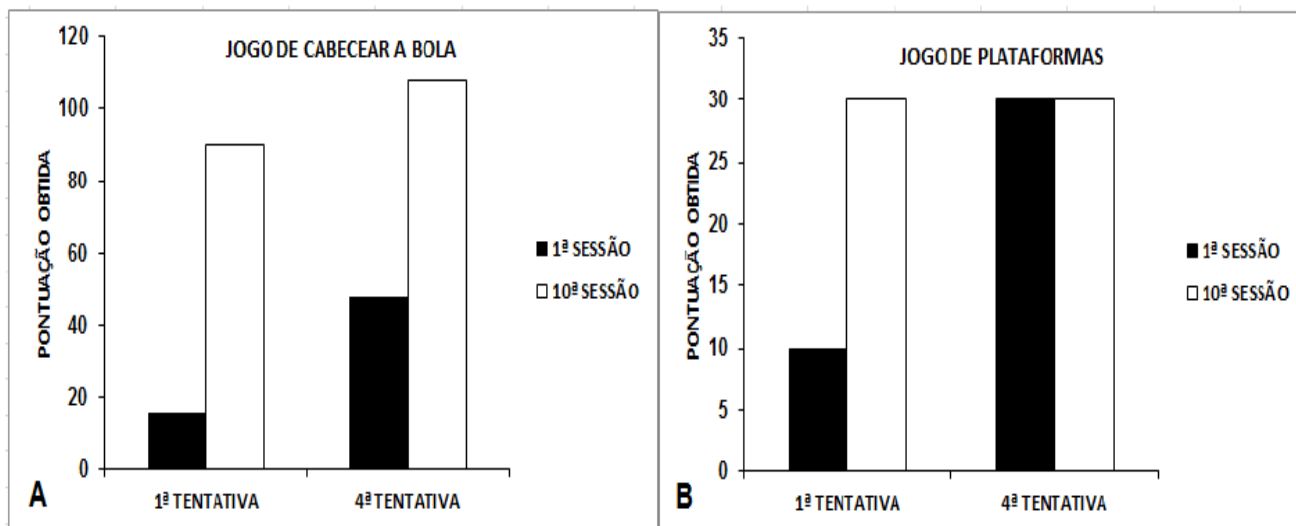 JOGO DE CABECEAR A BOLA
PONTUAÇÃO OBTIDA
120
100
80
60
40
20
0
1ª TENTATIVA
4ª TENTATIVA
1ª SESSÃO
10ª SESSÃO
A
JOGO DE PLATAFORMAS
PONTUAÇÃO OBTIDA
35
30
25
20
15
10
5
0
1ª TENTATIVA
4ª TENTATIVA
1ª SESSÃO
10ª SESSÃO
B